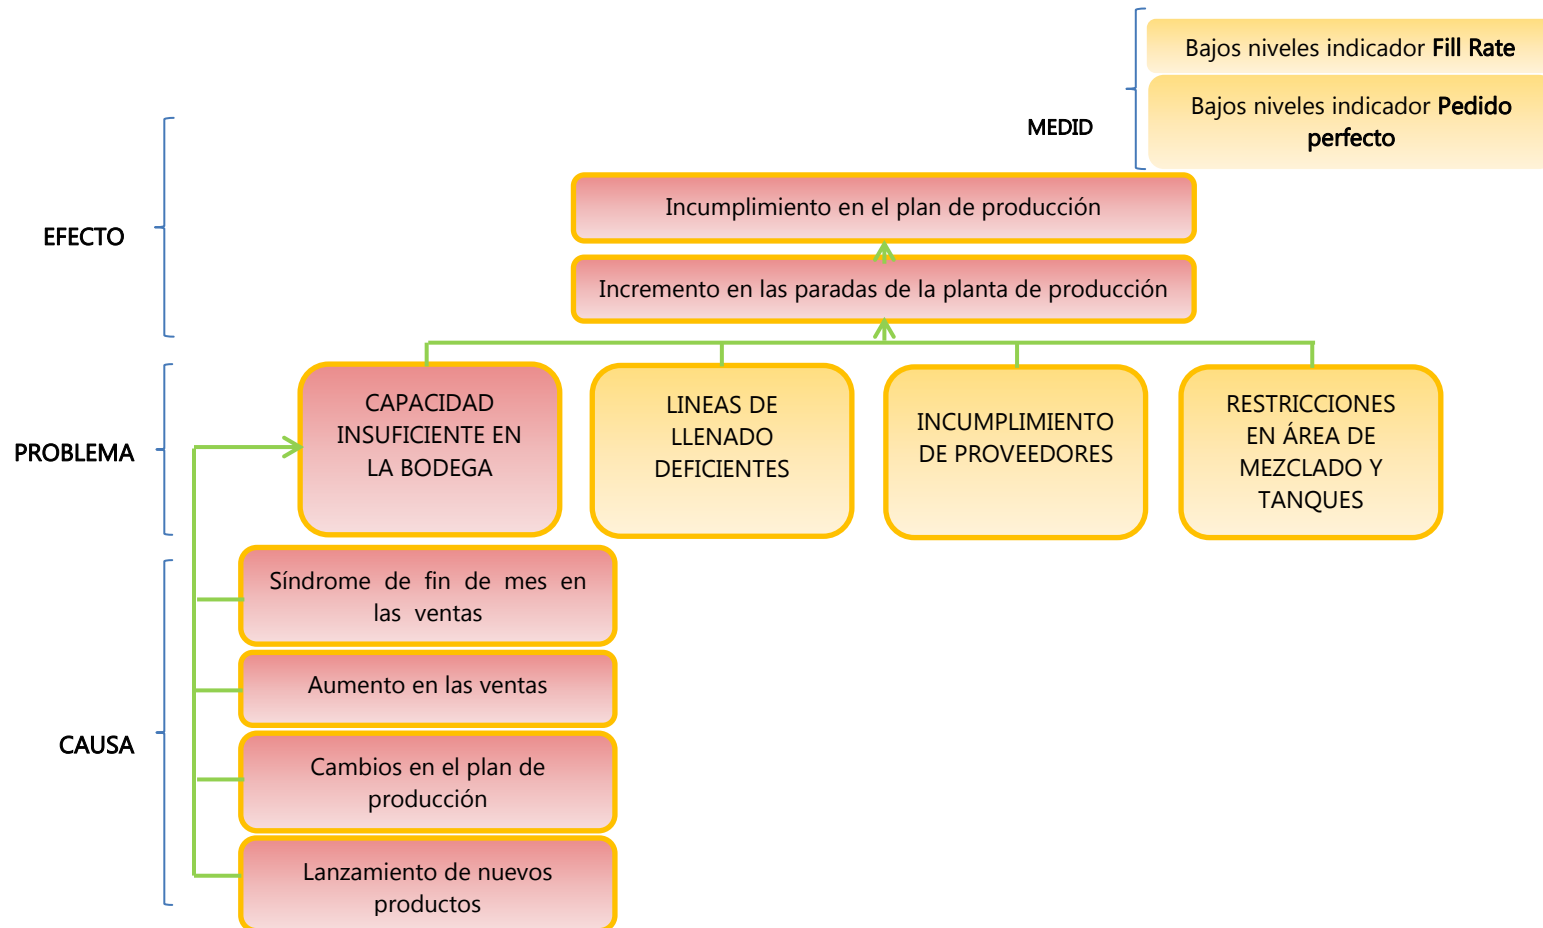 Bajos niveles indicador Fill Rate
Bajos niveles indicador Pedido
perfecto
MEDID
EFECTO
Incumplimiento en el plan de producción
Incremento en las paradas de la planta de producción
PROBLEMA
CAPACIDAD
INSUFICIENTE EN
LA BODEGA
LINEAS DE
LLENADO
DEFICIENTES
INCUMPLIMIENTO
DE PROVEEDORES
RESTRICCIONES
EN ÁREA DE
MEZCLADO Y
TANQUES
CAUSA
Síndrome de fin de mes en
las ventas
Aumento en las ventas
Cambios en el plan de
producción
Lanzamiento de nuevos
productos